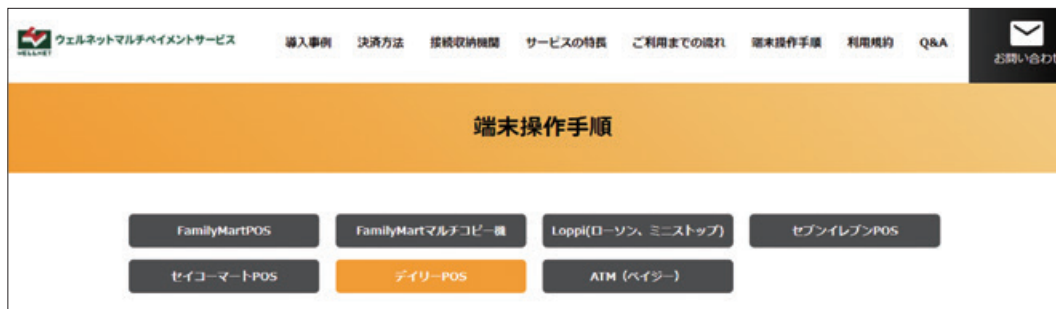 ウェルネットマルチペイメントサービス 導入事例 決済方法 接続収納機関 サービスの特長 ご利用までの流れ 端末操作手順 利用規約 Q&A
WELLNET
お問い合わせ
端末操作手順
FamilyMartPOS FamilyMartマルチコピー機 Loppi(ローソン、ミニストップ) セブンイレブンPOS
セイコーマートPOS デイリーPOS ATM（ペイジー）